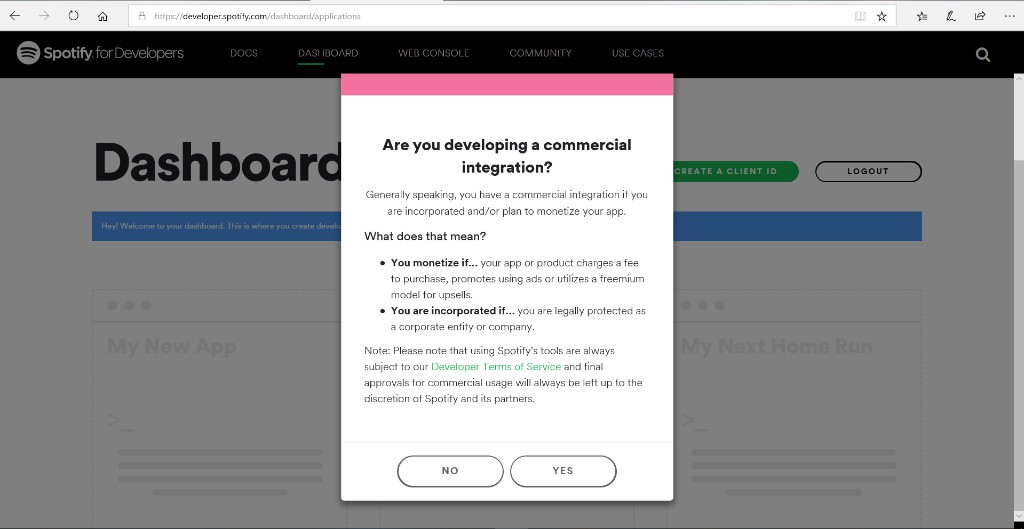 https://developer.spotify.com/dashboard/applications
Spotify for Developers
DOCS
DASHBOARD
WEB CONSOLE
COMMUNITY
USE CASES
Dashboard
CREATE A CLIENT ID
LOGOUT
Hey! Welcome to your dashboard. This is where you create
My New App
>_
My Next Home Run
>_
Are you developing a commercial
integration?
Generally speaking, you have a commercial integration if you
are incorporated and/or plan to monetize your app.
What does that mean?
• You monetize if... your app or product charges a fee
to purchase, promotes using ads or utilizes a freemium
model for upsells.
• You are incorporated if... you are legally protected as
a corporate entity or company.
Note: Please note that using Spotify's tools are always
subject to our Developer Terms of Service and final
approvals for commercial usage will always be left up to the
discretion of Spotify and its partners.
NO
YES